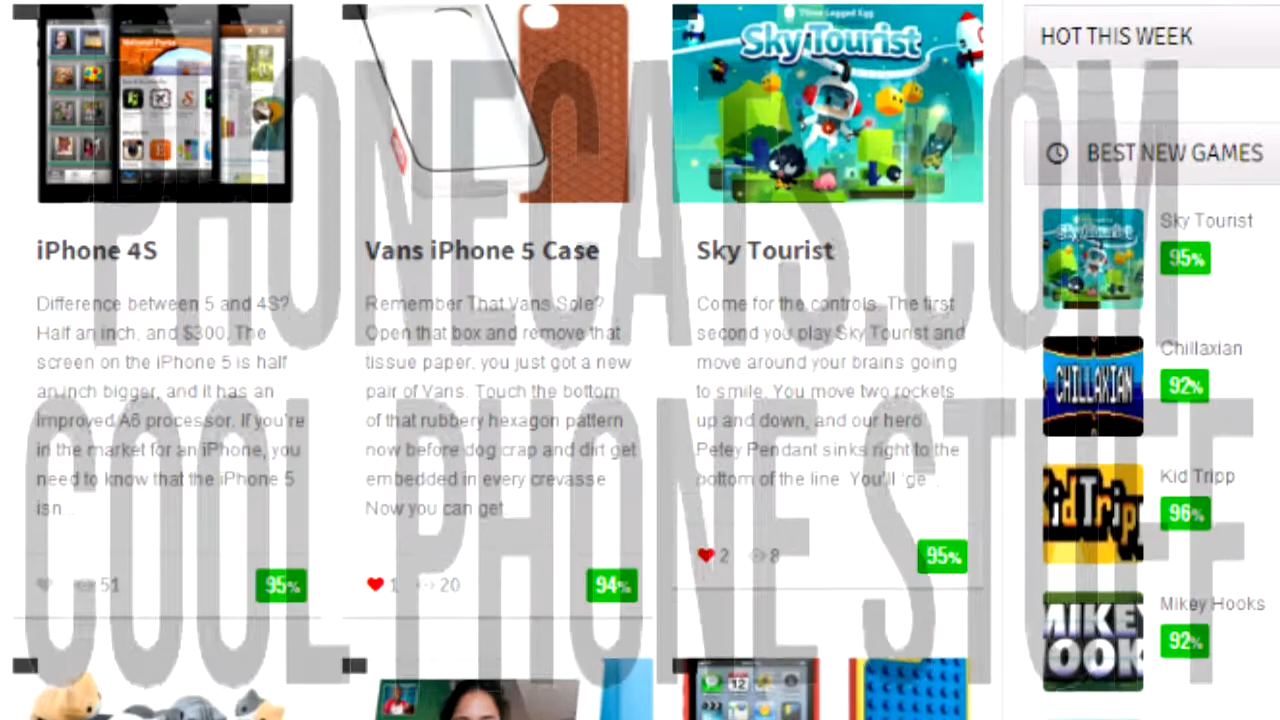 Three Legged Egg
Sky Tourist
HOT THIS WEEK
BEST NEW GAMES
PHONECATS.COM
COOL PHONE STUFF
iPhone 4S
Difference between 5 and 4S?
Half an inch, and $300. The
screen on the iPhone 5 is half
an inch bigger, and it has an
improved A6 processor. If you're
in the market for an iPhone, you
need to know that the iPhone 5
isn...
51
95%
Vans iPhone 5 Case
Remember That Vans Sole?
Open that box and remove that
tissue paper. you just got a new
pair of Vans. Touch the bottom
of that rubbery hexagon pattern
now before dog crap and dirt get
embedded in every crevasse
Now you can get
1
20
94%
Sky Tourist
Come for the controls. The first
second you play Sky Tourist and
move around your brains going
to smile. You move two rockets
up and down, and our hero
Petey Pendant sinks right to the
bottom of the line. You'll 'ge...
2
8
95%
Sky Tourist
Sky Tourist
95%
CHILLAXIAN
Chillaxian
92%
KidTripp
Kid Tripp
96%
MIKEY
HOOK
Mikey Hooks
92%
12